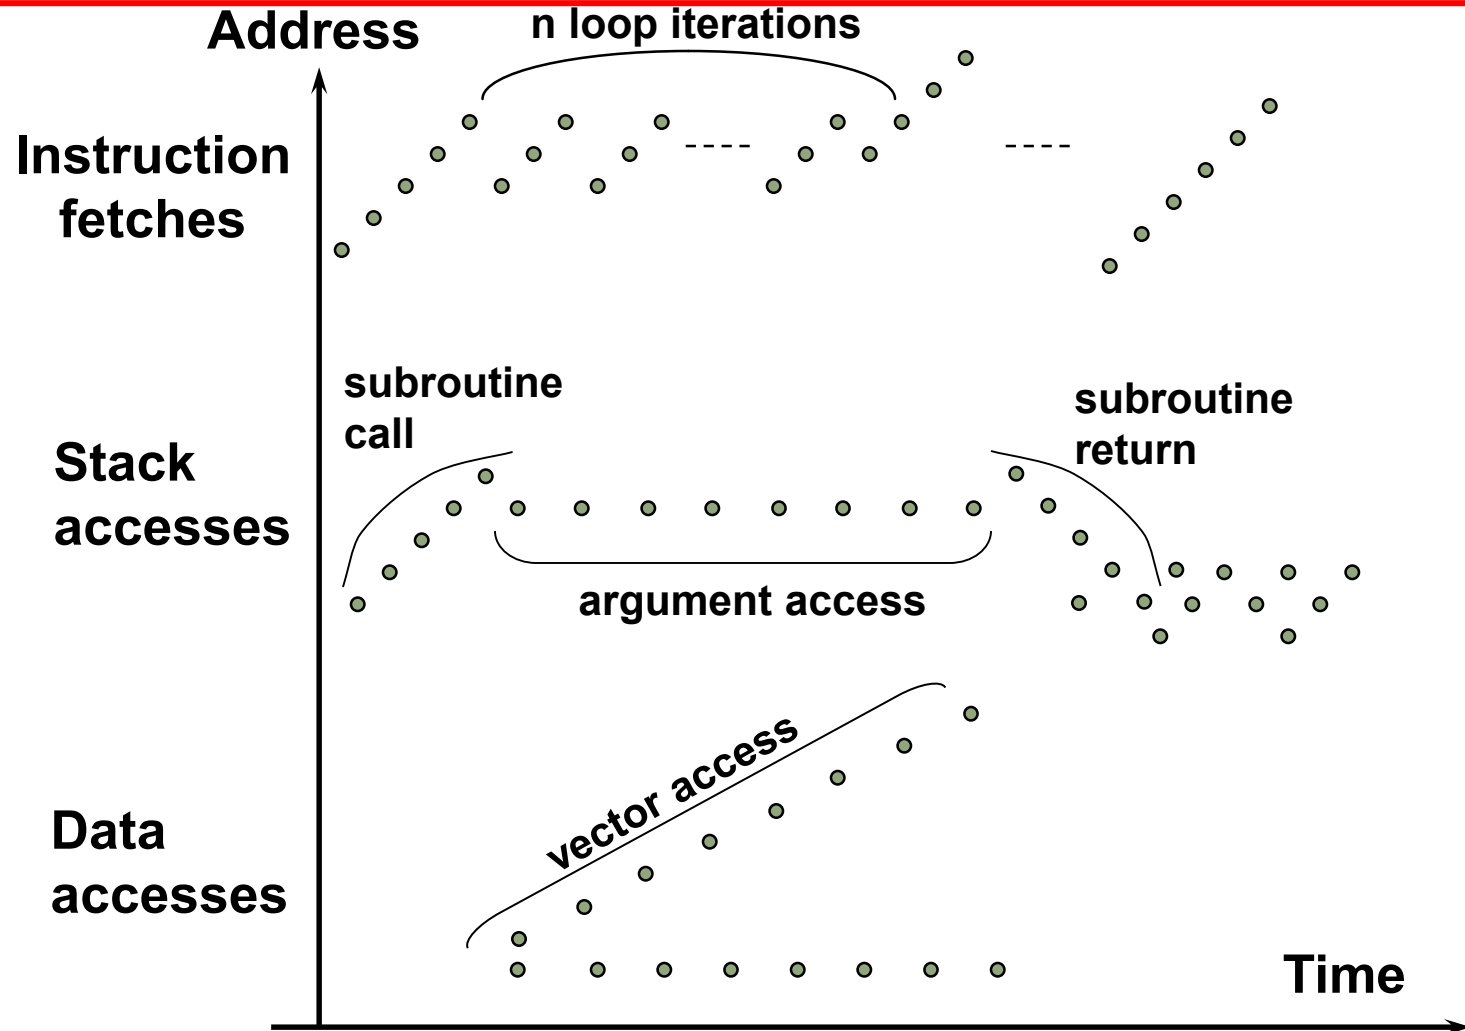 Address
n loop iterations
Instruction
fetches
subroutine
call
subroutine
return
Stack
accesses
argument access
vector access
Data
accesses
Time